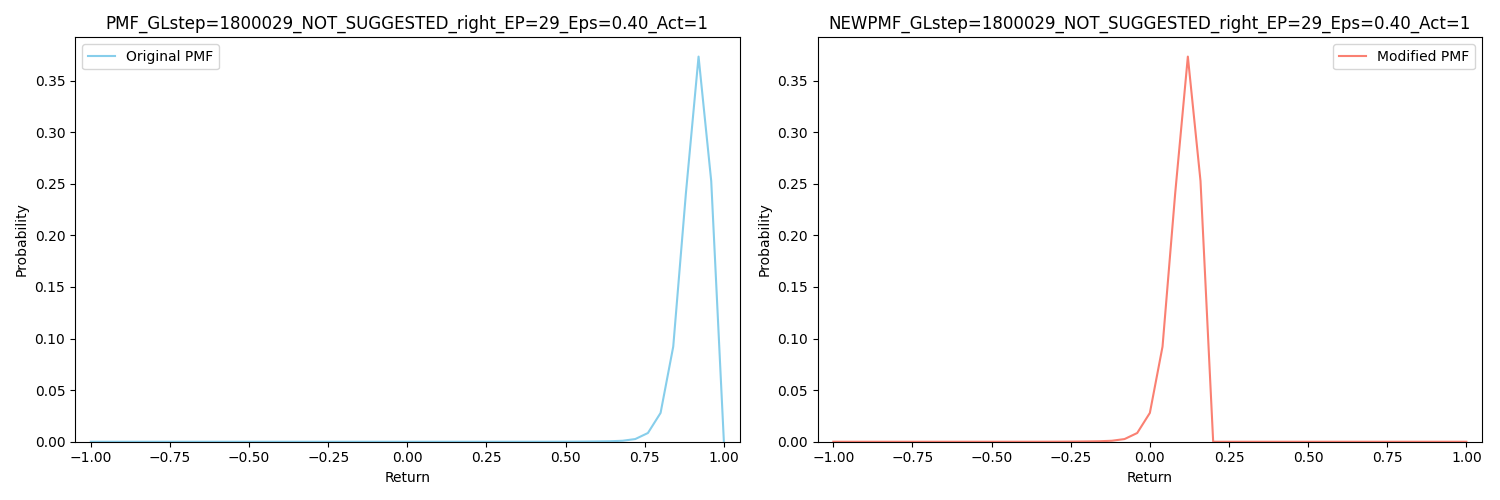 PMF_GLstep=1800029_NOT_SUGGESTED_right_EP=29_Eps=0.40_Act=1
Original PMF
0.35
0.30
0.25
0.20
0.15
0.10
0.05
0.00
Probability
−1.00 −0.75 −0.50 −0.25 0.00 0.25 0.50 0.75 1.00
Return
NEWPMF_GLstep=1800029_NOT_SUGGESTED_right_EP=29_Eps=0.40_Act=1
Modified PMF
0.35
0.30
0.25
0.20
0.15
0.10
0.05
0.00
Probability
−1.00 −0.75 −0.50 −0.25 0.00 0.25 0.50 0.75 1.00
Return